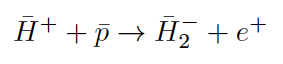 H̄⁺ + p̄ → H̄₂⁻ + e⁺